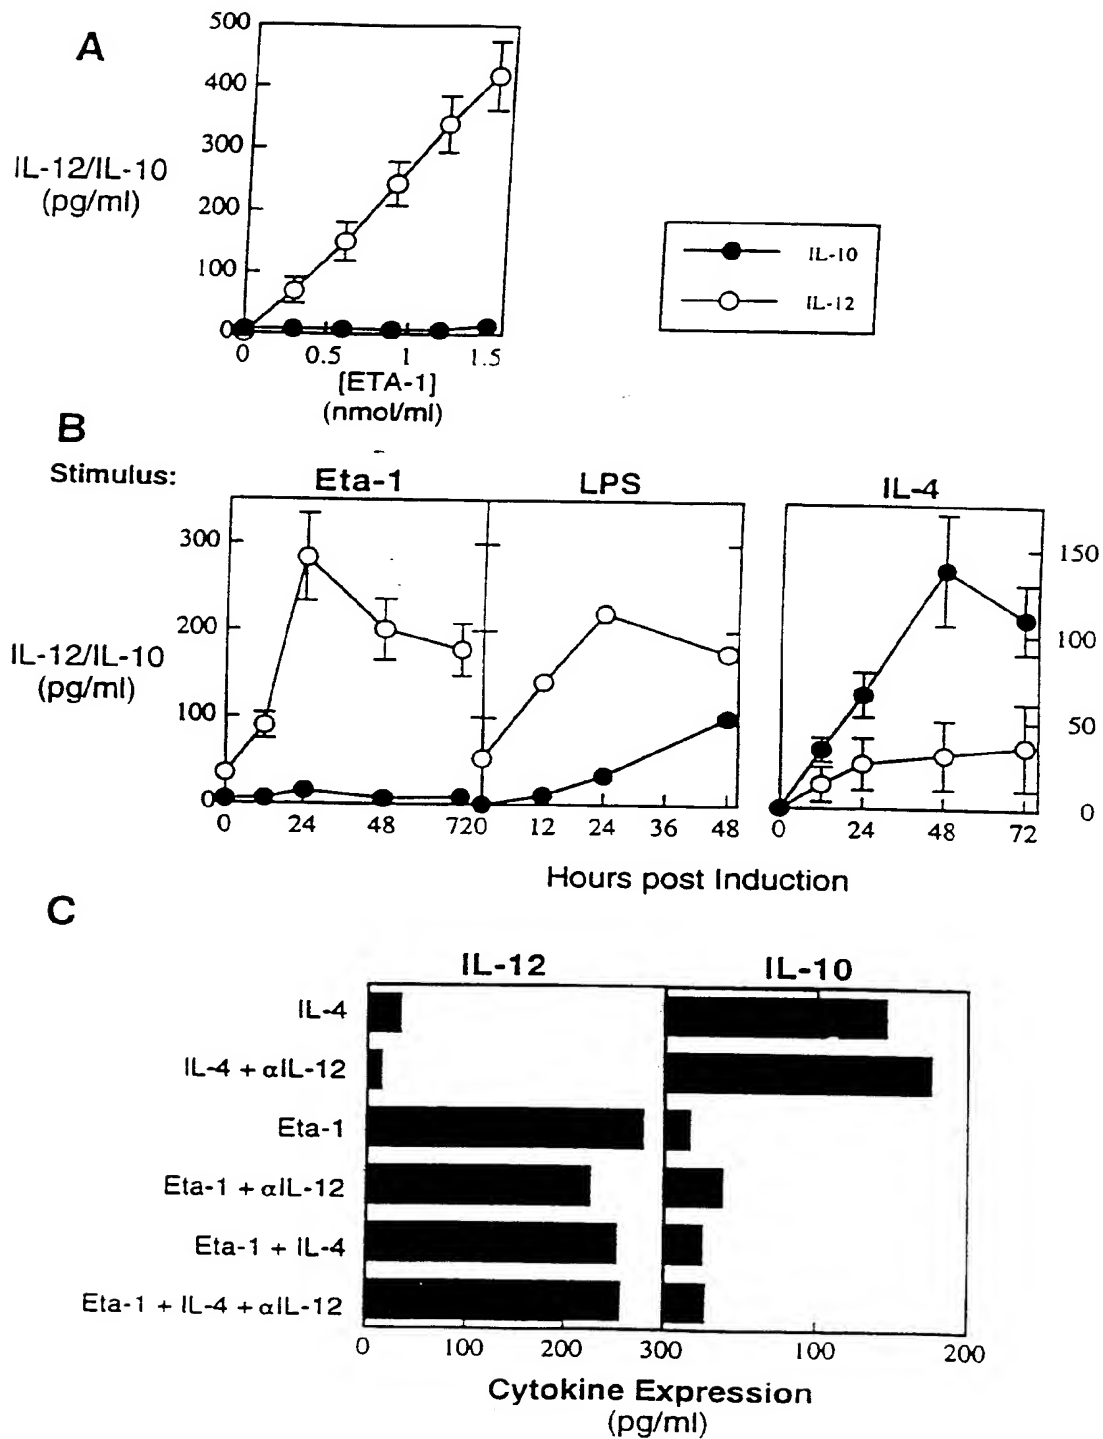 A
500
400
300
200
100
0
IL-12/IL-10
(pg/ml)
0 0.5 1 1.5
[ETA-1]
(nmol/ml)
IL-10
IL-12
B
Stimulus: Eta-1 LPS IL-4
300
200
100
0
IL-12/IL-10
(pg/ml)
150
100
50
0
0 24 48 72 0 12 24 36 48 0 24 48 72
Hours post Induction
C
IL-12 IL-10
IL-4
IL-4 + αIL-12
Eta-1
Eta-1 + αIL-12
Eta-1 + IL-4
Eta-1 + IL-4 + αIL-12
0 100 200 300 100 200
Cytokine Expression
(pg/ml)